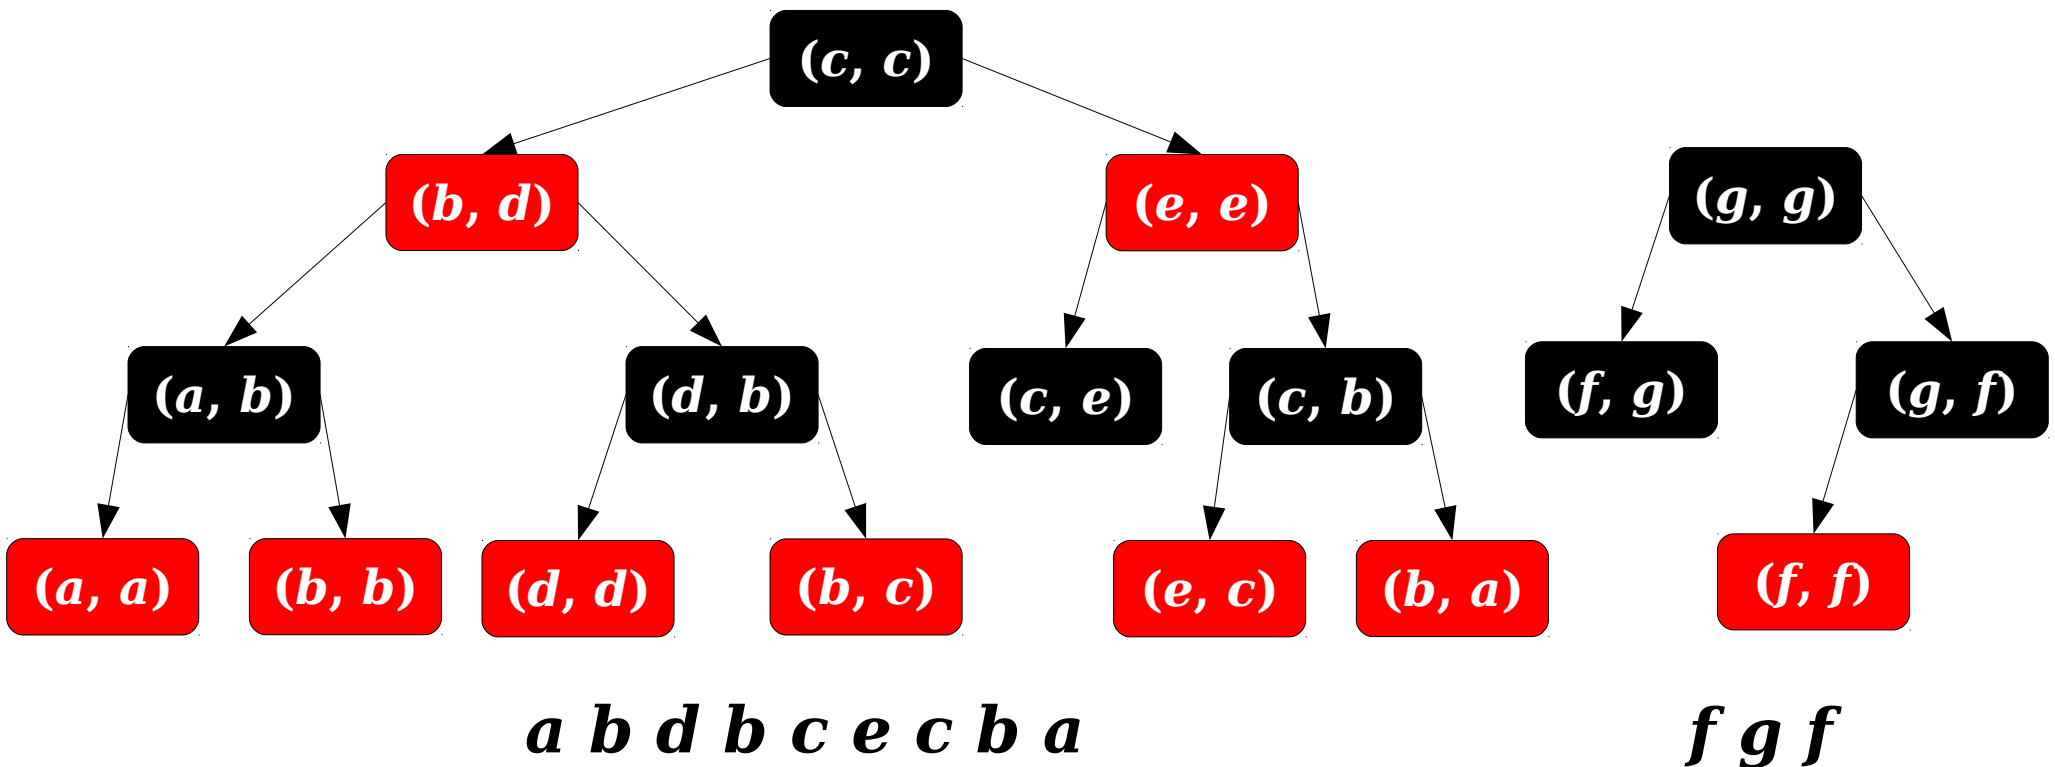 (c, c)
(b, d) (e, e) (g, g)
(a, b) (d, b) (c, e) (c, b) (f, g) (g, f)
(a, a) (b, b) (d, d) (b, c) (e, c) (b, a) (f, f)
a b d b c e c b a f g f